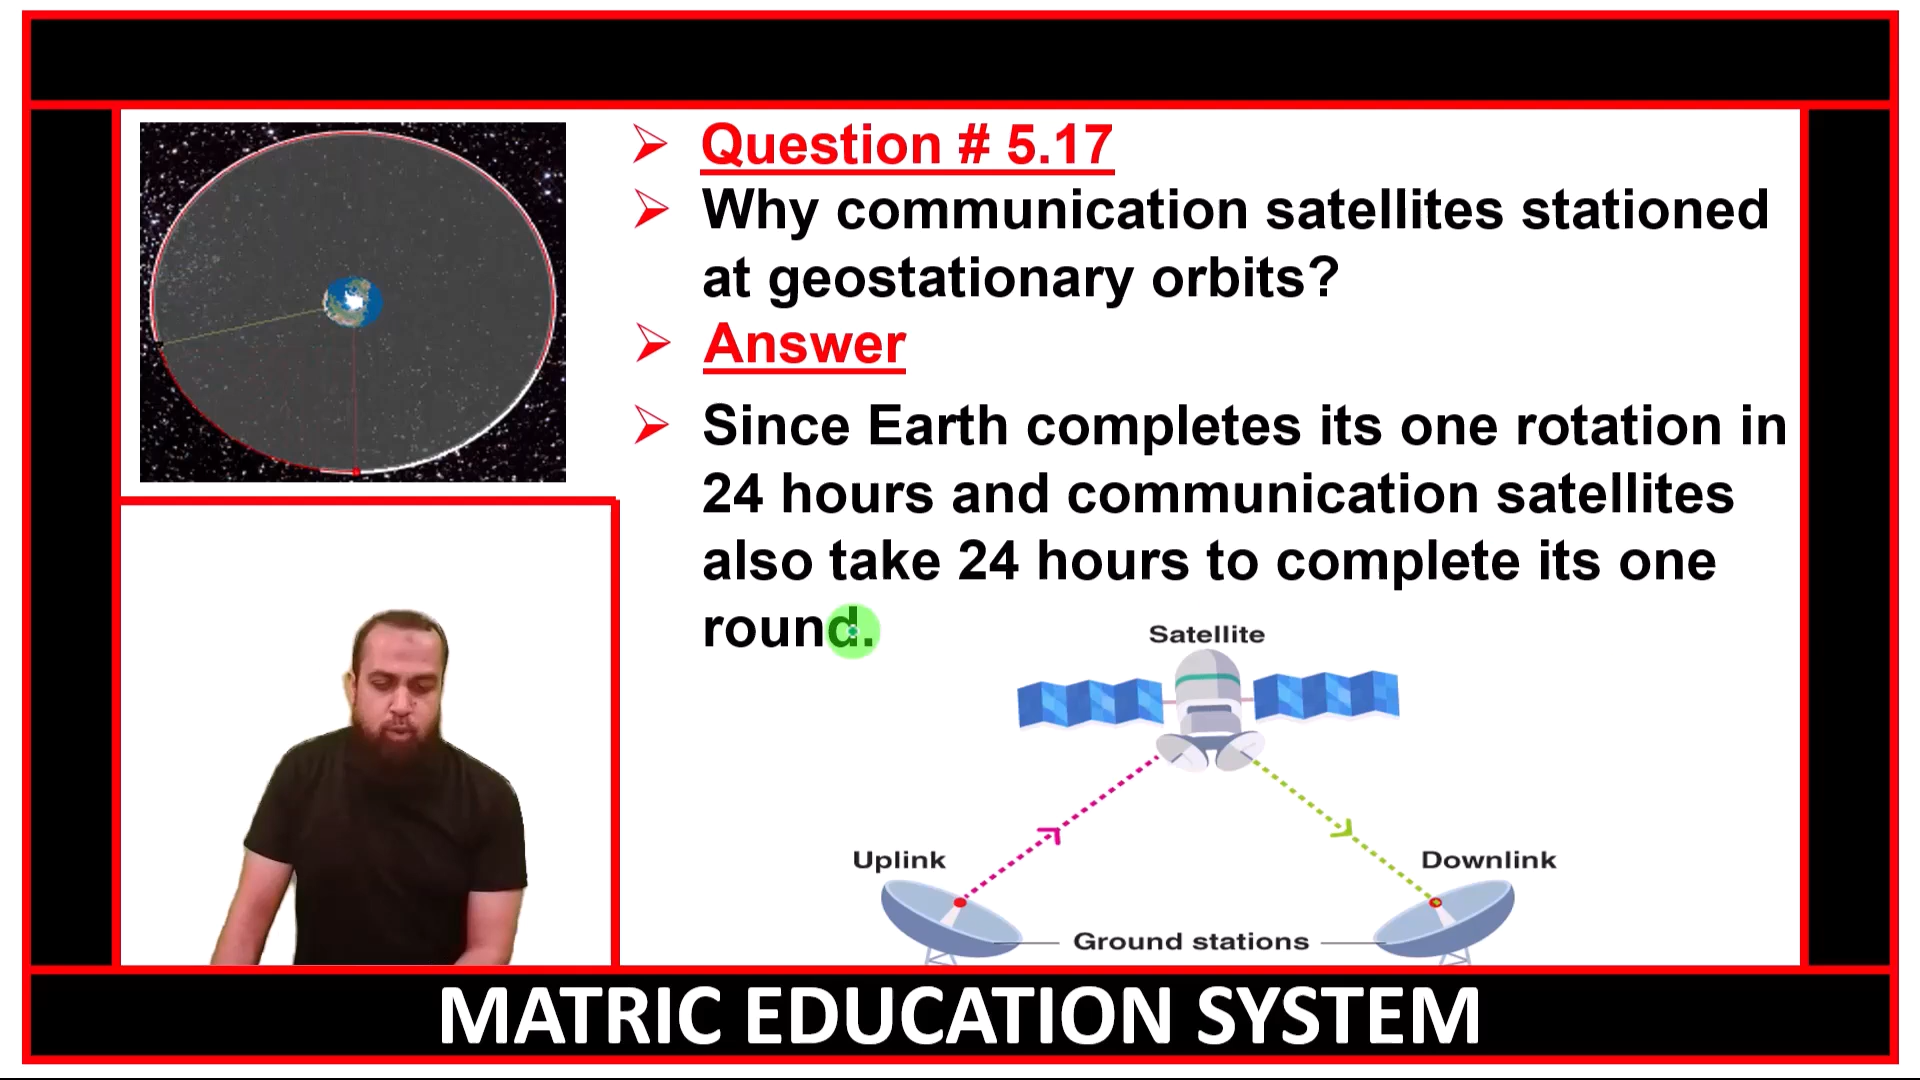 Question # 5.17
Why communication satellites stationed
at geostationary orbits?
Answer
Since Earth completes its one rotation in
24 hours and communication satellites
also take 24 hours to complete its one
round.
Satellite
Uplink
Downlink
Ground stations
MATRIC EDUCATION SYSTEM